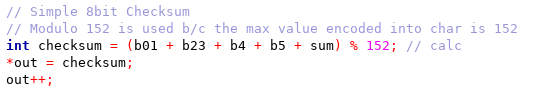 // Simple 8bit Checksum
// Modulo 152 is used b/c the max value encoded into char is 152
int checksum = (b01 + b23 + b4 + b5 + sum) % 152; // calc
*out = checksum;
out++;